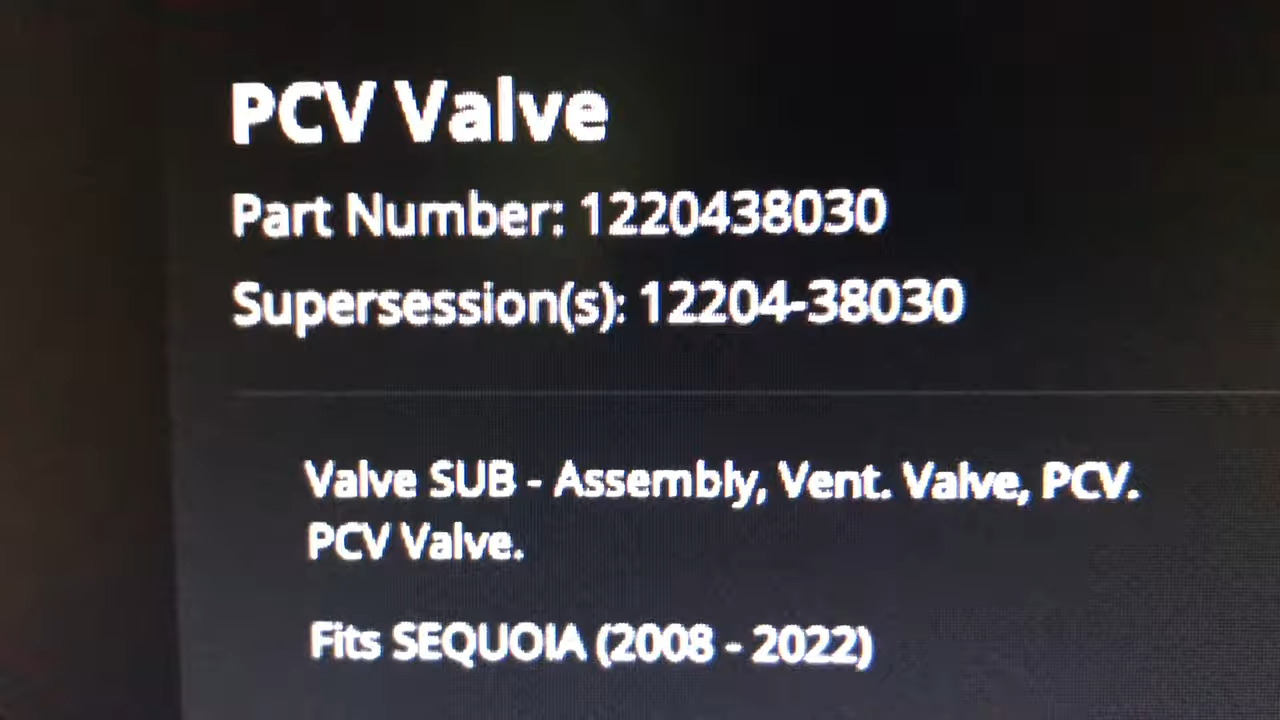 PCV Valve
Part Number: 1220438030
Supersession(s): 12204-38030
Valve SUB - Assembly, Vent. Valve, PCV.
PCV Valve.
Fits SEQUOIA (2008 - 2022)